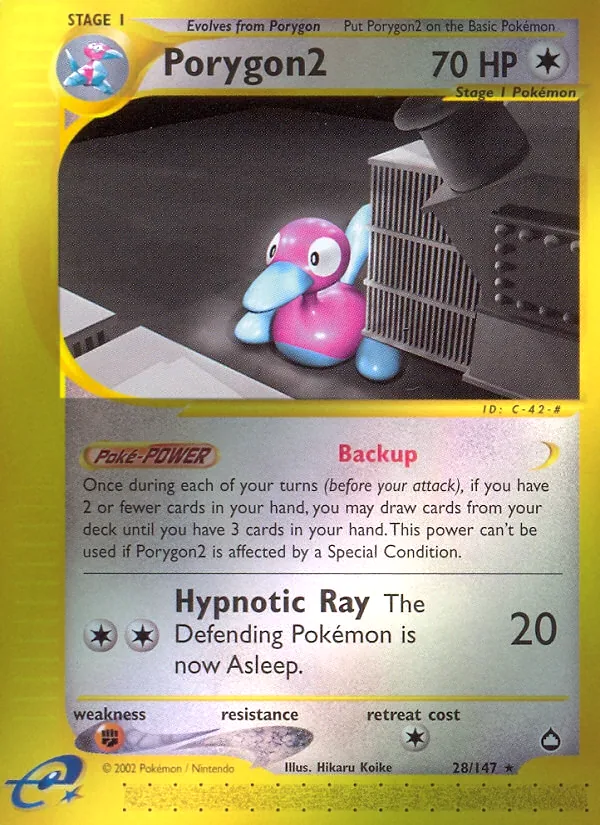 STAGE 1
Evolves from Porygon Put Porygon2 on the Basic Pokémon
Porygon2 70 HP
Stage 1 Pokémon
ID: C-42-#
Poké-POWER Backup
Once during each of your turns (before your attack), if you have
2 or fewer cards in your hand, you may draw cards from your
deck until you have 3 cards in your hand. This power can't be
used if Porygon2 is affected by a Special Condition.
Hypnotic Ray The
Defending Pokémon is
now Asleep.
20
weakness resistance retreat cost
© 2002 Pokémon / Nintendo Illus. Hikaru Koike 28/147 ★
e